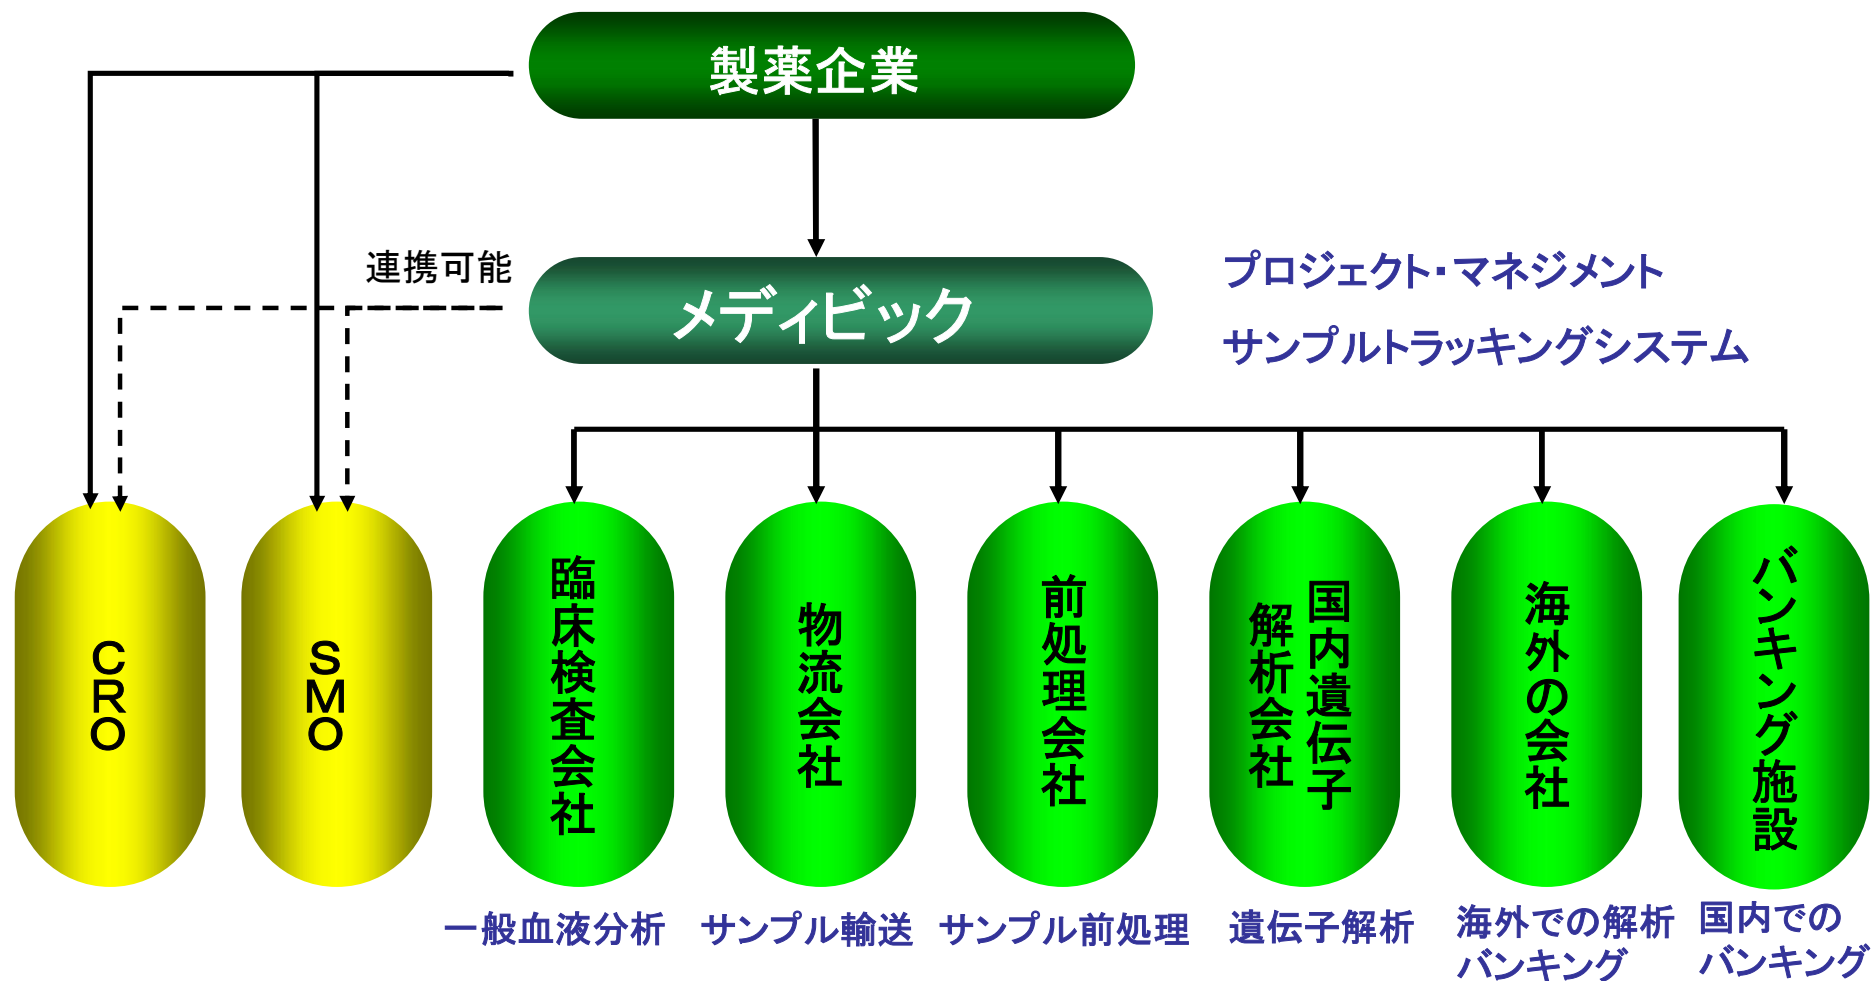 製薬企業
連携可能
メディビック
プロジェクト・マネジメント
サンプルトラッキングシステム
CRO
SMO
臨床検査会社
物流会社
前処理会社
国内遺伝子
解析会社
海外の会社
バンキング施設
一般血液分析
サンプル輸送
サンプル前処理
遺伝子解析
海外での解析
バンキング
国内での
バンキング